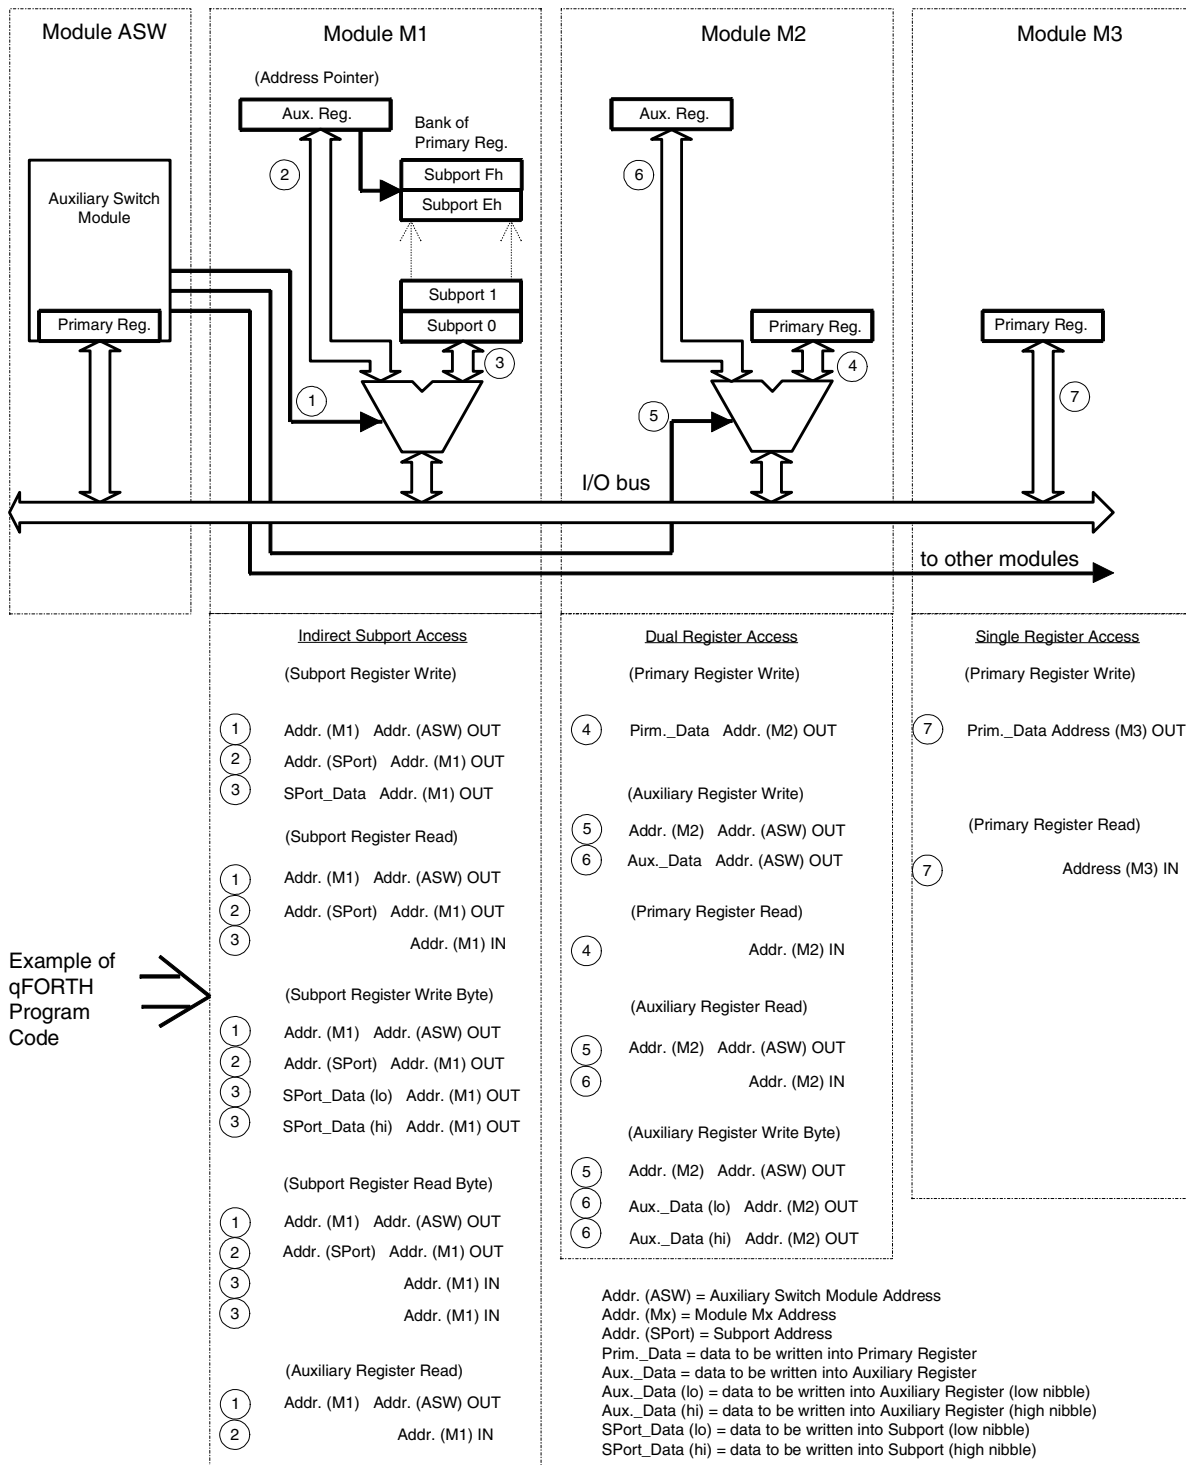 Module ASW
Module M1
Module M2
Module M3
(Address Pointer)
Aux. Reg.
Bank of
Primary Reg.
Subport Fh
Subport Eh
2
Subport 1
Subport 0
3
1
Auxiliary Switch
Module
Primary Reg.
Aux. Reg.
6
Primary Reg.
4
5
Primary Reg.
7
I/O bus
to other modules
Example of
qFORTH
Program
Code
Indirect Subport Access
(Subport Register Write)
1 Addr. (M1) Addr. (ASW) OUT
2 Addr. (SPort) Addr. (M1) OUT
3 SPort_Data Addr. (M1) OUT
(Subport Register Read)
1 Addr. (M1) Addr. (ASW) OUT
2 Addr. (SPort) Addr. (M1) OUT
3 Addr. (M1) IN
(Subport Register Write Byte)
1 Addr. (M1) Addr. (ASW) OUT
2 Addr. (SPort) Addr. (M1) OUT
3 SPort_Data (lo) Addr. (M1) OUT
3 SPort_Data (hi) Addr. (M1) OUT
(Subport Register Read Byte)
1 Addr. (M1) Addr. (ASW) OUT
2 Addr. (SPort) Addr. (M1) OUT
3 Addr. (M1) IN
3 Addr. (M1) IN
(Auxiliary Register Read)
1 Addr. (M1) Addr. (ASW) OUT
2 Addr. (M1) IN
Dual Register Access
(Primary Register Write)
4 Pirm._Data Addr. (M2) OUT
(Auxiliary Register Write)
5 Addr. (M2) Addr. (ASW) OUT
6 Aux._Data Addr. (ASW) OUT
(Primary Register Read)
4 Addr. (M2) IN
(Auxiliary Register Read)
5 Addr. (M2) Addr. (ASW) OUT
6 Addr. (M2) IN
(Auxiliary Register Write Byte)
5 Addr. (M2) Addr. (ASW) OUT
6 Aux._Data (lo) Addr. (M2) OUT
6 Aux._Data (hi) Addr. (M2) OUT
Single Register Access
(Primary Register Write)
7 Prim._Data Address (M3) OUT
(Primary Register Read)
7 Address (M3) IN
Addr. (ASW) = Auxiliary Switch Module Address
Addr. (Mx) = Module Mx Address
Addr. (SPort) = Subport Address
Prim._Data = data to be written into Primary Register
Aux._Data = data to be written into Auxiliary Register
Aux._Data (lo) = data to be written into Auxiliary Register (low nibble)
Aux._Data (hi) = data to be written into Auxiliary Register (high nibble)
SPort_Data (lo) = data to be written into Subport (low nibble)
SPort_Data (hi) = data to be written into Subport (high nibble)